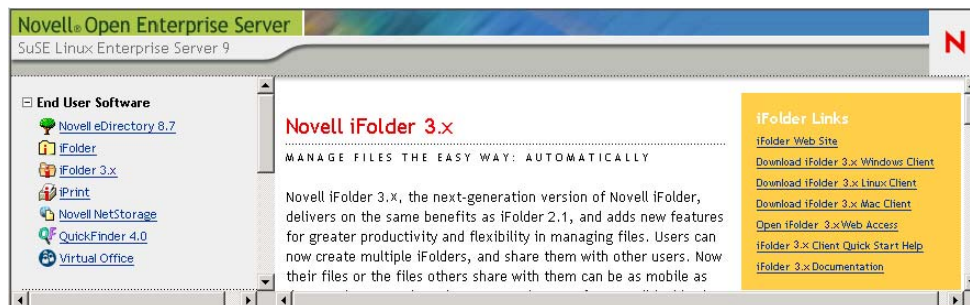 Novell® Open Enterprise Server
SuSE Linux Enterprise Server 9
N
End User Software
Novell eDirectory 8.7
iFolder
iFolder 3.x
iPrint
Novell NetStorage
QuickFinder 4.0
Virtual Office
Novell iFolder 3.x
MANAGE FILES THE EASY WAY: AUTOMATICALLY
Novell iFolder 3.x, the next-generation version of Novell iFolder,
delivers on the same benefits as iFolder 2.1, and adds new features
for greater productivity and flexibility in managing files. Users can
now create multiple iFolders, and share them with other users. Now
their files or the files others share with them can be as mobile as
iFolder Links
iFolder Web Site
Download iFolder 3.x Windows Client
Download iFolder 3.x Linux Client
Download iFolder 3.x Mac Client
Open iFolder 3.x Web Access
iFolder 3.x Client Quick Start Help
iFolder 3.x Documentation